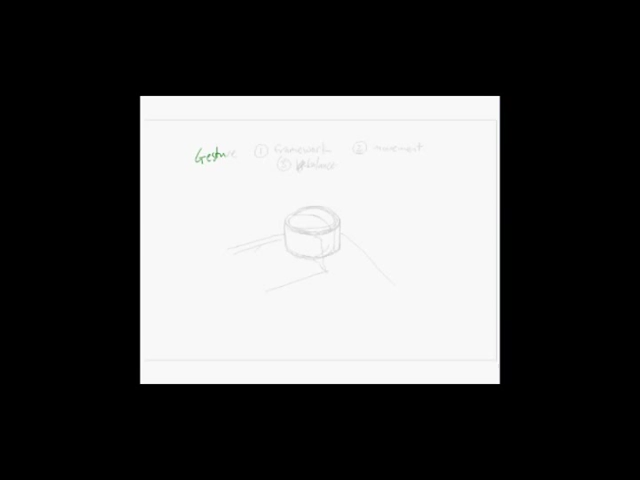 Gesture ① framework ② movement
③ balance